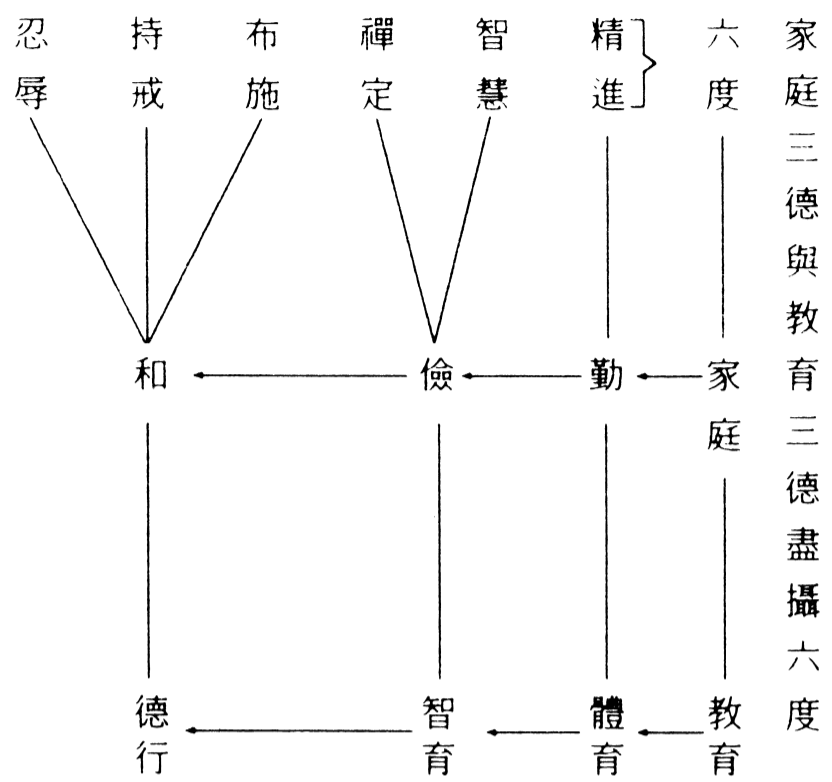 家庭三德與教育三德盡攝六度
六度
精進
智慧
禪定
布施
持戒
忍辱
家庭
勤
儉
和
教育
體育
智育
德行